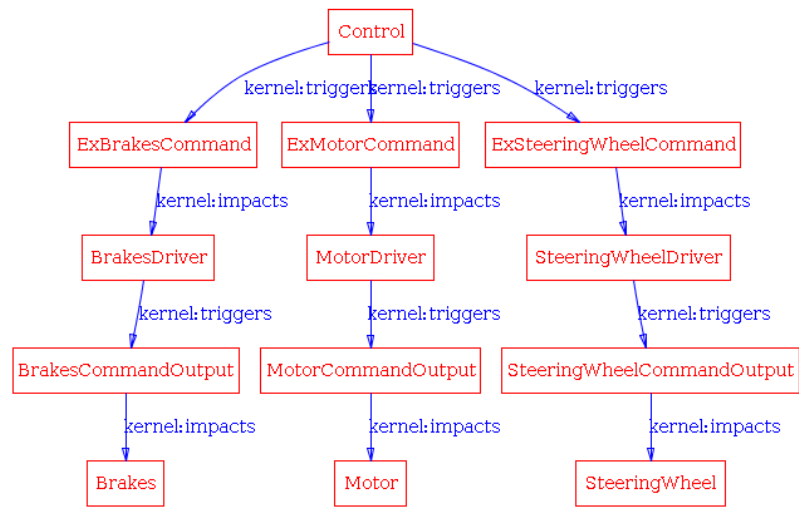 Control
kernel:triggers kernel:triggers kernel:triggers
ExBrakesCommand ExMotorCommand ExSteeringWheelCommand
kernel:impacts kernel:impacts kernel:impacts
BrakesDriver MotorDriver SteeringWheelDriver
kernel:triggers kernel:triggers kernel:triggers
BrakesCommandOutput MotorCommandOutput SteeringWheelCommandOutput
kernel:impacts kernel:impacts kernel:impacts
Brakes Motor SteeringWheel